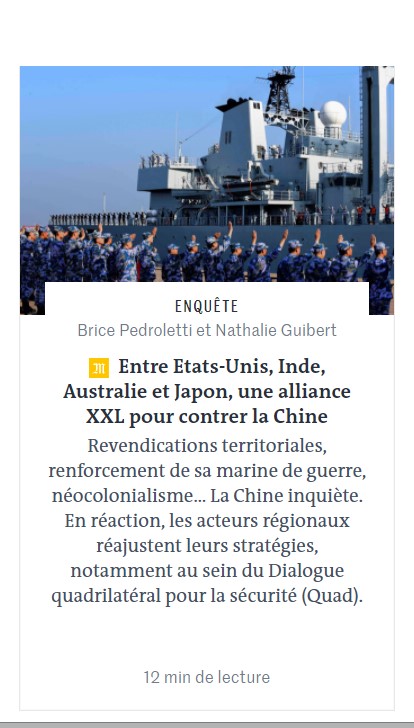 ENQUÊTE
Brice Pedroletti et Nathalie Guibert
M Entre Etats-Unis, Inde,
Australie et Japon, une alliance
XXL pour contrer la Chine
Revendications territoriales,
renforcement de sa marine de guerre,
néocolonialisme... La Chine inquiète.
En réaction, les acteurs régionaux
réajustent leurs stratégies,
notamment au sein du Dialogue
quadrilatéral pour la sécurité (Quad).
12 min de lecture